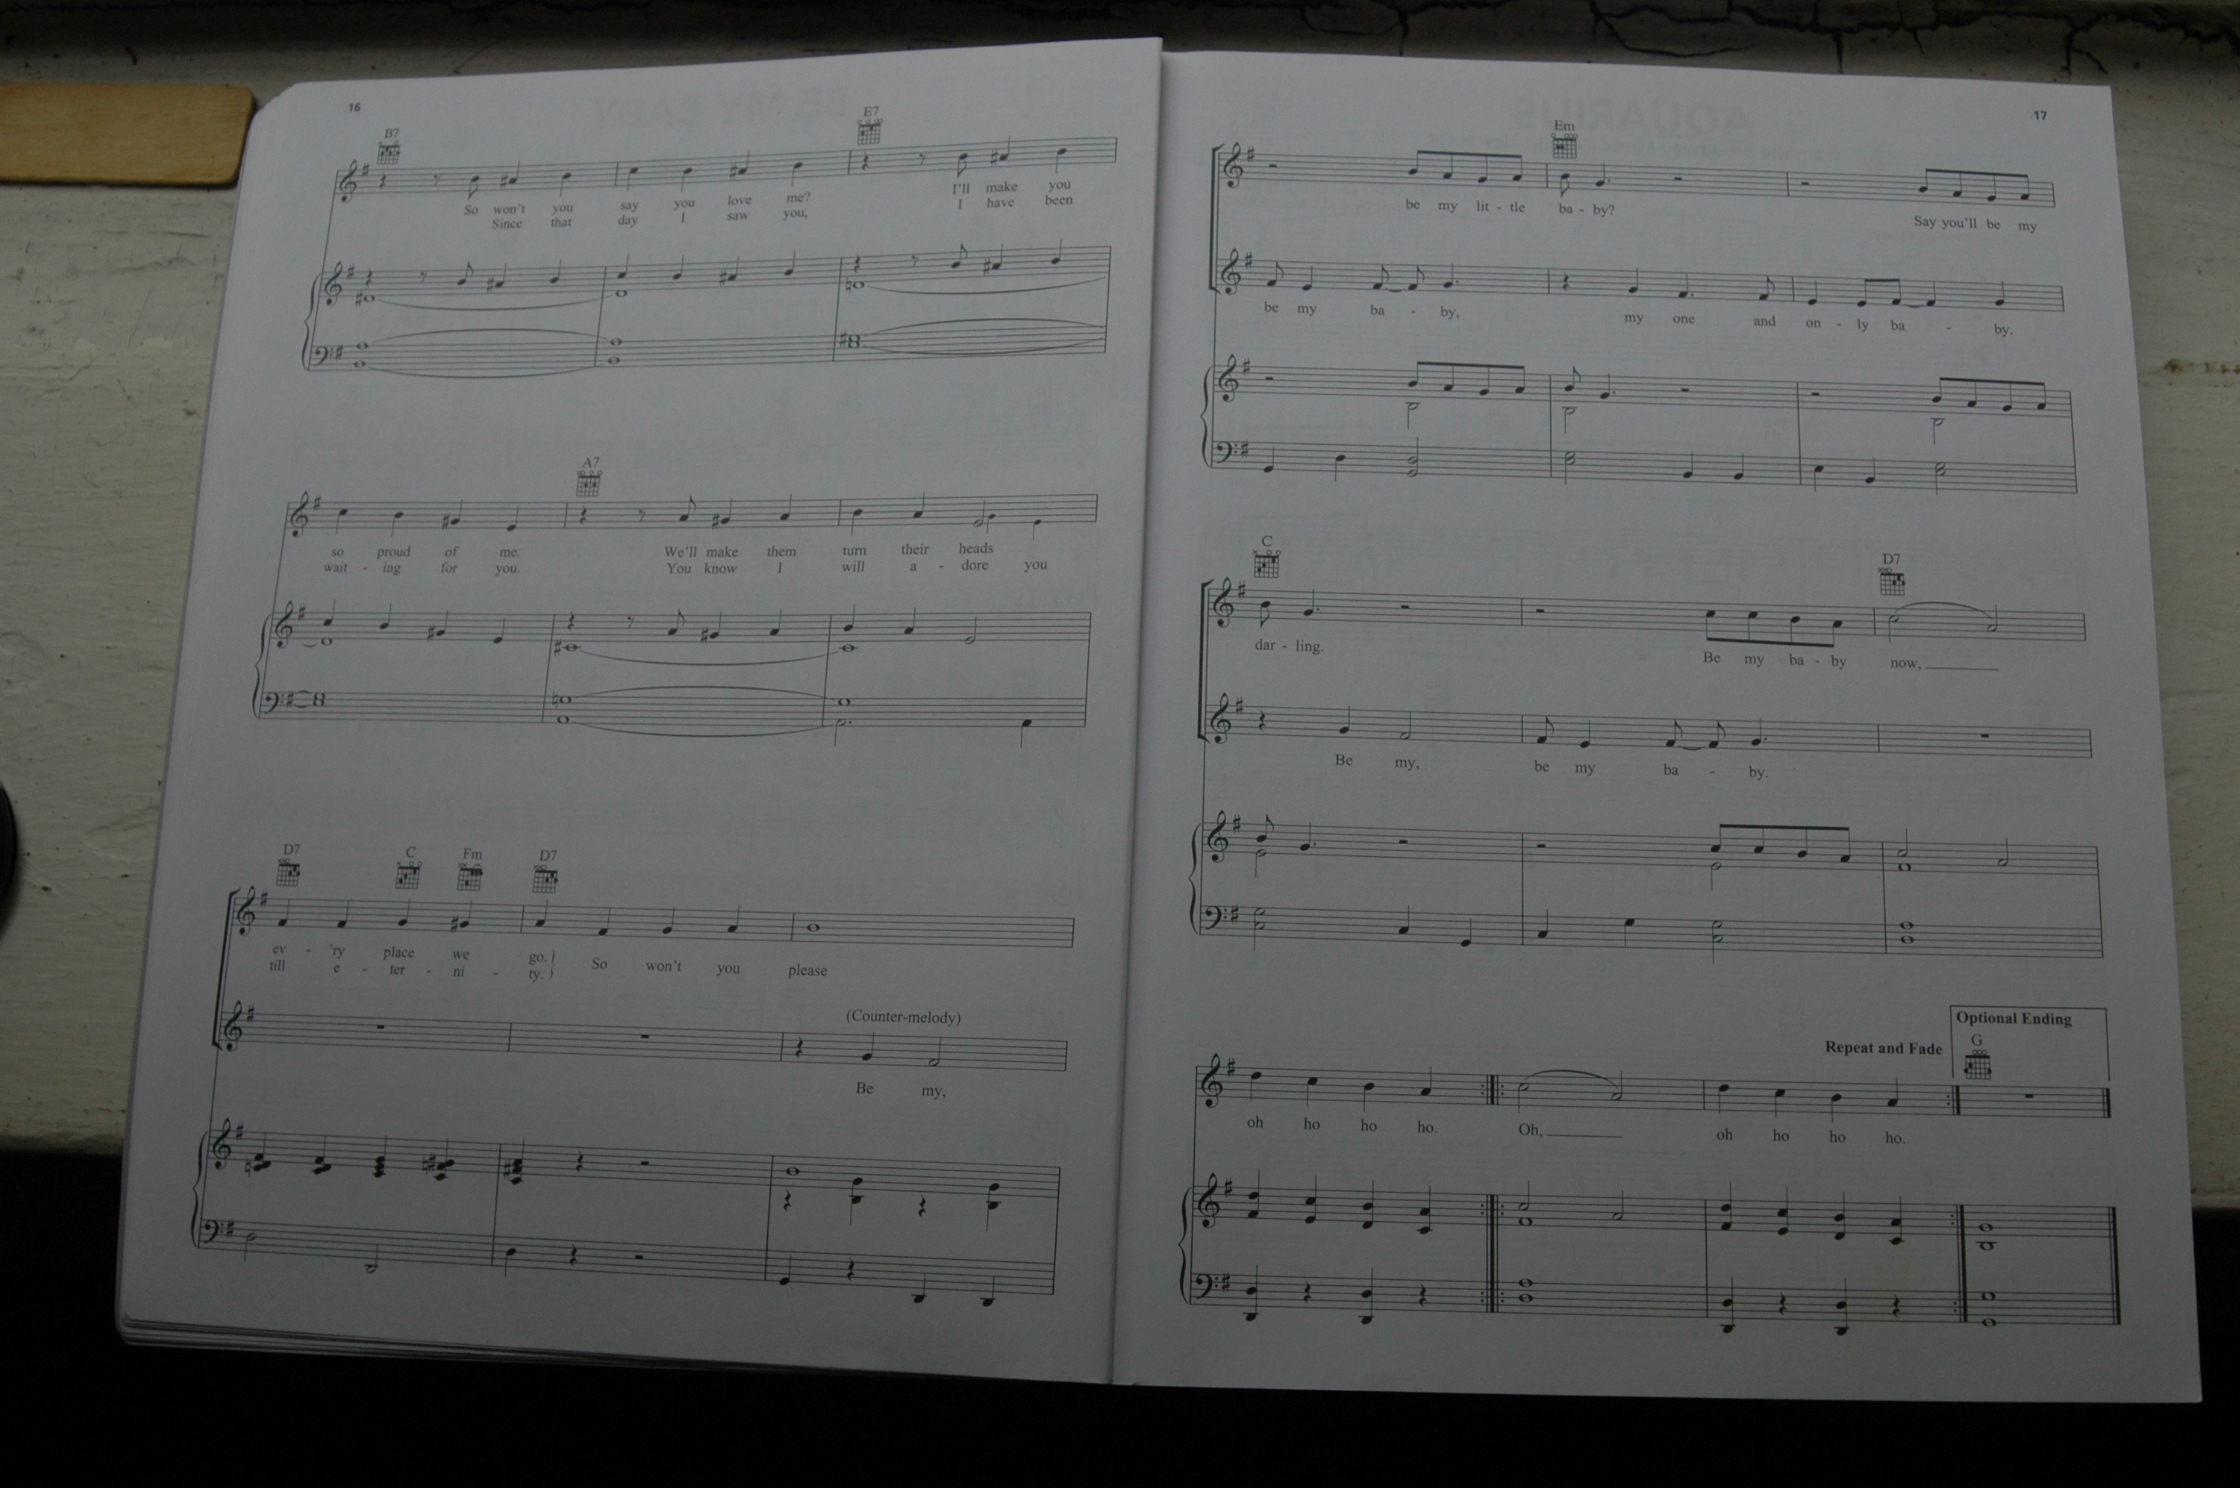 16
B7
E7
So won't you say you love me? I'll make you
Since that day I saw you, I have been
A7
so proud of me. We'll make them turn their heads
wait - ing for you. You know I will a - dore you
D7 C Fm D7
ev - 'ry place we go. So won't you please
till e - ter - ni - ty.
(Counter-melody)
Be my,
17
Em
be my lit - tle ba - by? Say you'll be my
be my ba - by, my one and on - ly ba - by.
C
D7
dar - ling. Be my ba - by now,
Be my, be my ba - by.
Repeat and Fade
Optional Ending
G
oh ho ho ho. Oh, oh ho ho ho.